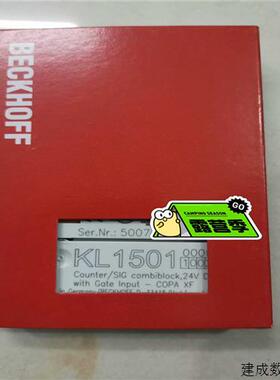 BECKHOFF
Ser.Nr.: 5007
KL1501
Counter/SIG combiblock, 24V D
with Gate Input - COPA XF
CAMPING SEASON
GO
露营季
建成数